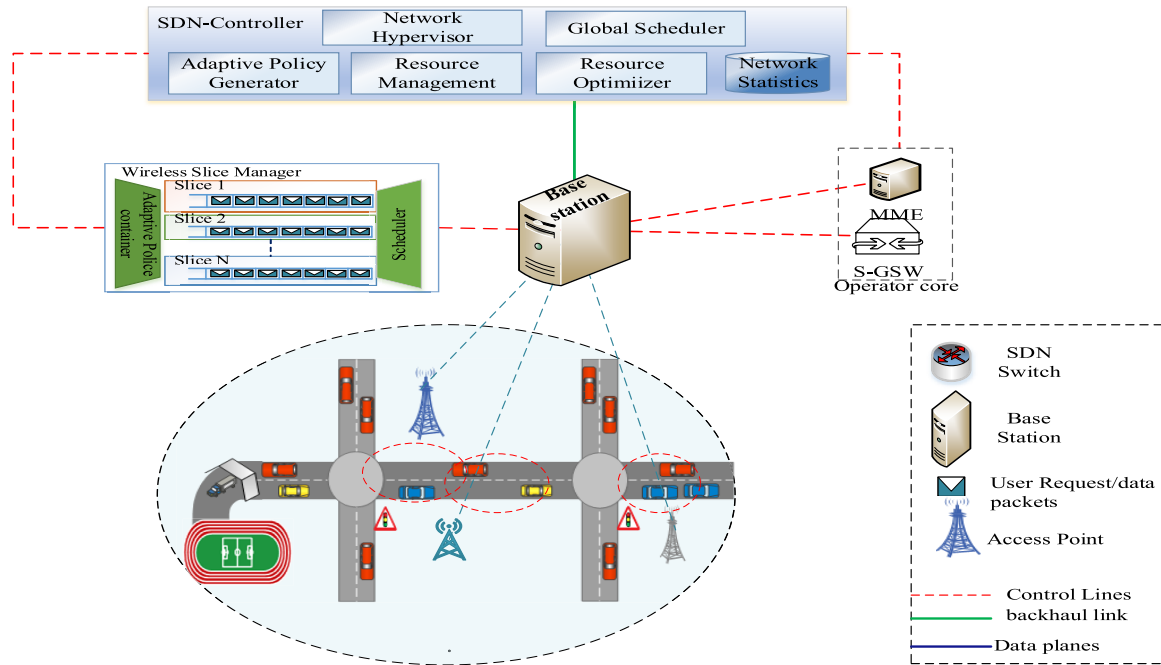 SDN-Controller
Network
Hypervisor
Global Scheduler
Adaptive Policy
Generator
Resource
Management
Resource
Optimiizer
Network
Statistics
Wireless Slice Manager
Adaptive Police
container
Slice 1
Slice 2
Slice N
Scheduler
Base
station
MME
S-GSW
Operator core
SDN
Switch
Base
Station
User Request/data
packets
Access Point
Control Lines
backhaul link
Data planes